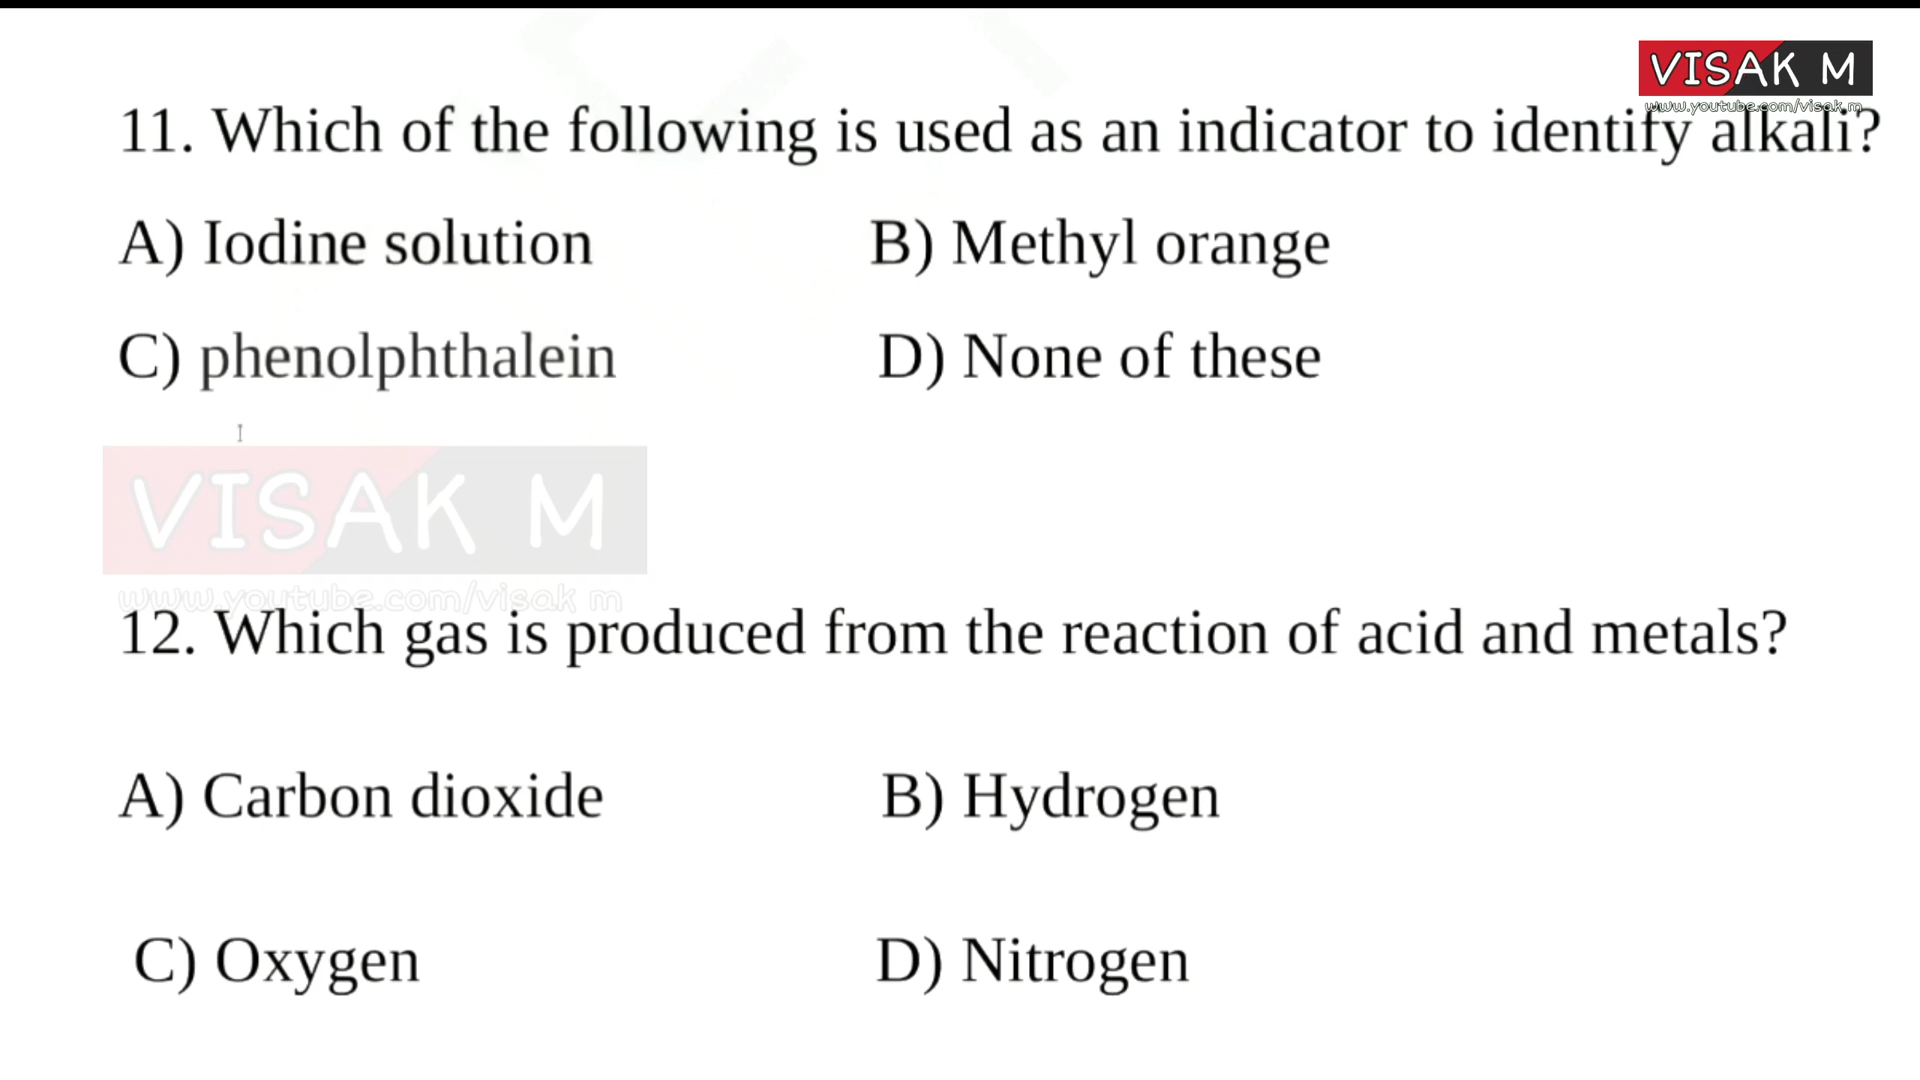 VISAK M
www.youtube.com/visak m
11. Which of the following is used as an indicator to identify alkali?
A) Iodine solution B) Methyl orange
C) phenolphthalein D) None of these
VISAK M
www.youtube.com/visak m
12. Which gas is produced from the reaction of acid and metals?
A) Carbon dioxide B) Hydrogen
C) Oxygen D) Nitrogen